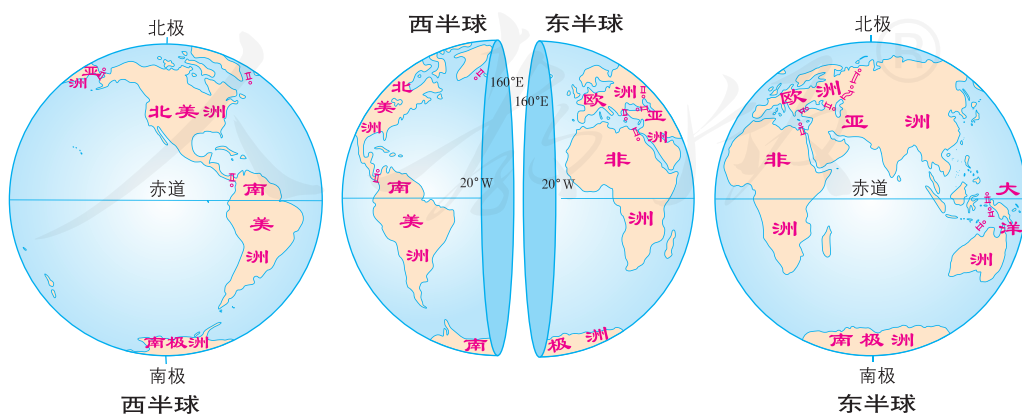 北极
亚洲
北美洲
赤道
南美洲
南极洲
南极
西半球
西半球
北美洲
160°E
20°W
南美洲
南
东半球
160°E
欧洲
亚洲
非洲
20°W
极洲
北极
欧洲
亚洲
非洲
赤道
大洋洲
南极洲
南极
东半球